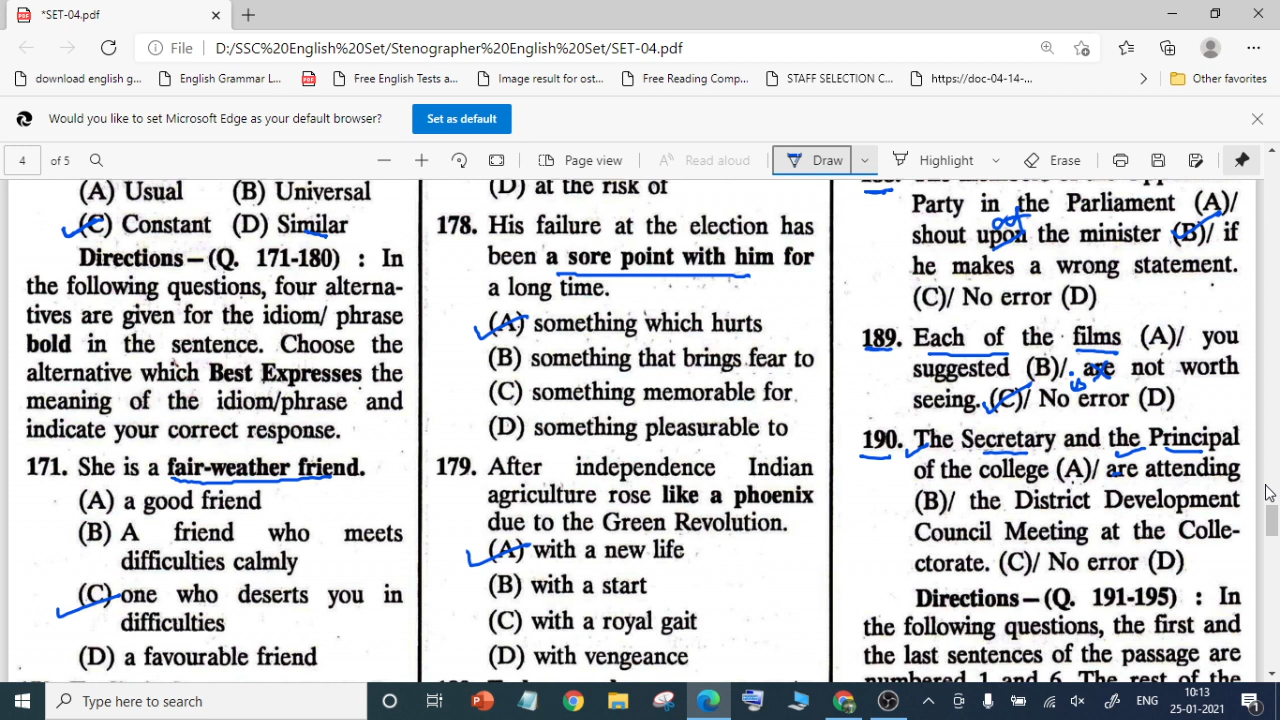 *SET-04.pdf
File D:/SSC%20English%20Set/Stenographer%20English%20Set/SET-04.pdf
download english g... English Grammar L... Free English Tests a... Image result for ost... Free Reading Comp... STAFF SELECTION C... https://doc-04-14-... Other favorites
Would you like to set Microsoft Edge as your default browser? Set as default
4 of 5 Page view Read aloud Draw Highlight Erase
(A) Usual (B) Universal
(C) Constant (D) Similar
Directions—(Q. 171-180) : In
the following questions, four alterna-
tives are given for the idiom/ phrase
bold in the sentence. Choose the
alternative which Best Expresses the
meaning of the idiom/phrase and
indicate your correct response.
171. She is a fair-weather friend.
(A) a good friend
(B) A friend who meets
difficulties calmly
(C) one who deserts you in
difficulties
(D) a favourable friend
(D) at the risk of
178. His failure at the election has
been a sore point with him for
a long time.
(A) something which hurts
(B) something that brings fear to
(C) something memorable for
(D) something pleasurable to
179. After independence Indian
agriculture rose like a phoenix
due to the Green Revolution.
(A) with a new life
(B) with a start
(C) with a royal gait
(D) with vengeance
Party in the Parliament (A)/
shout upon the minister (B)/ if
he makes a wrong statement.
(C)/ No error (D)
189. Each of the films (A)/ you
suggested (B)/ are not worth
is
seeing. (C)/ No error (D)
190. The Secretary and the Principal
of the college (A)/ are attending
(B)/ the District Development
Council Meeting at the Colle-
ctorate. (C)/ No error (D)
Directions—(Q. 191-195) : In
the following questions, the first and
the last sentences of the passage are
numbered 1 and 6. The rest of the
Type here to search
ENG
10:13
25-01-2021